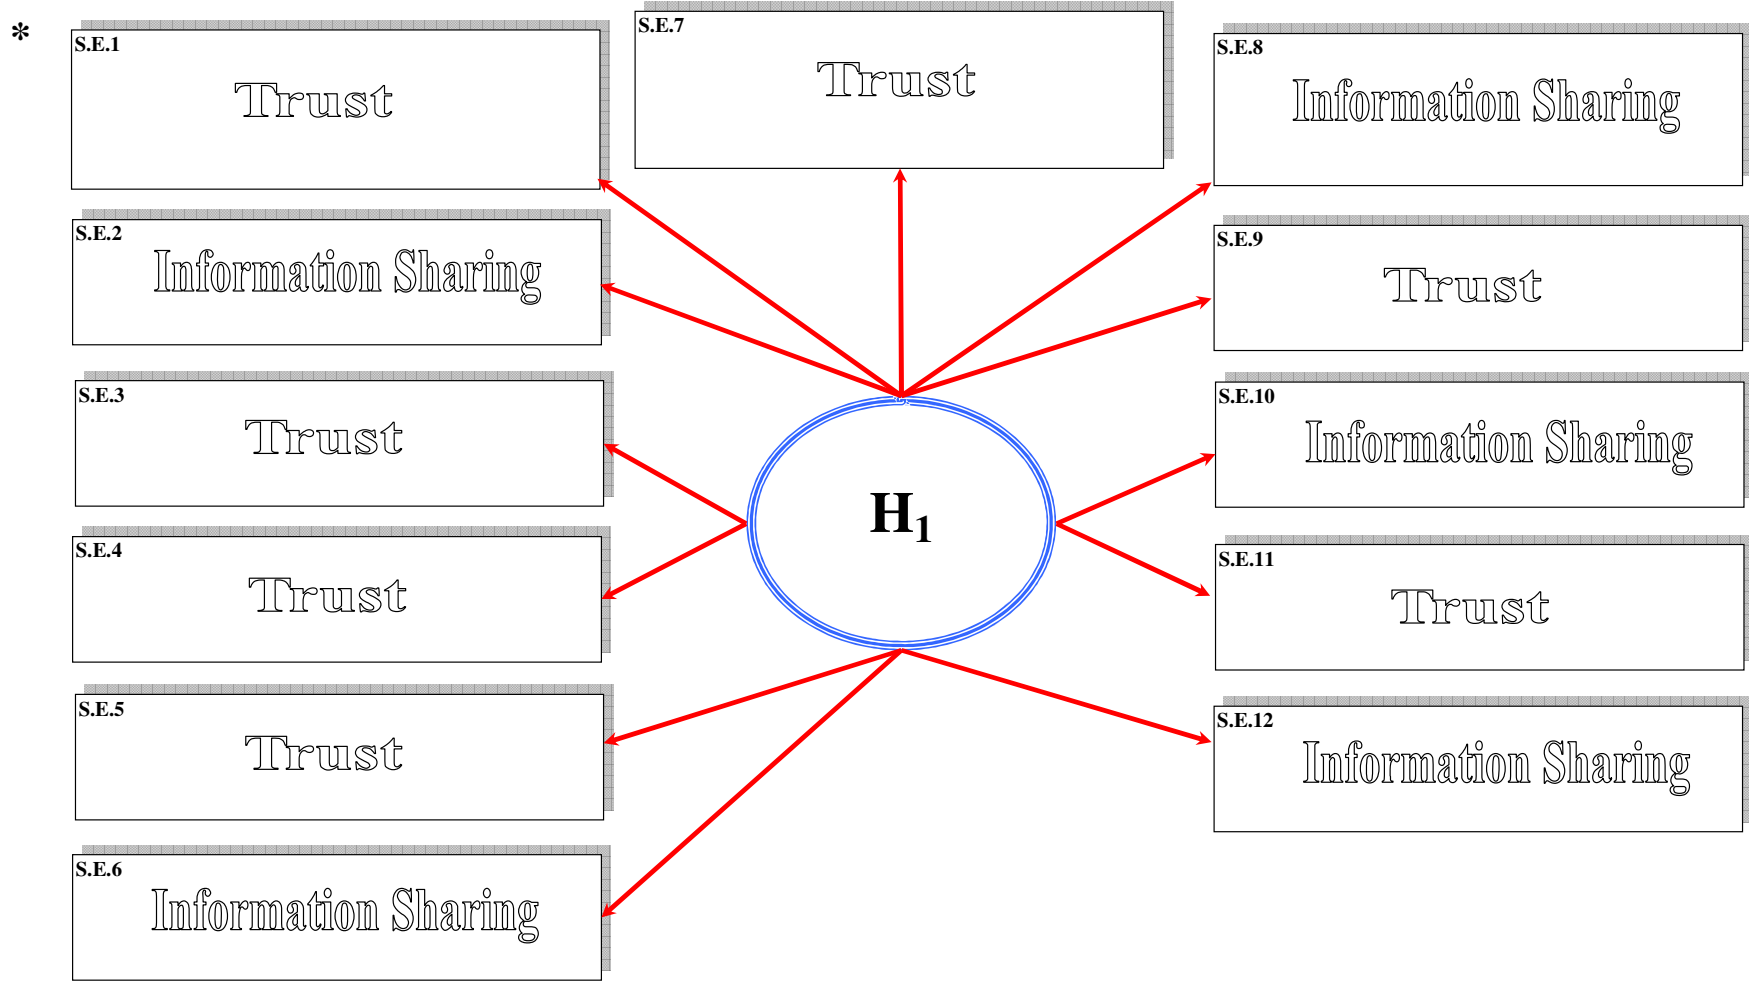 *
S.E.1
Trust
S.E.2
Information Sharing
S.E.3
Trust
S.E.4
Trust
S.E.5
Trust
S.E.6
Information Sharing
S.E.7
Trust
H₁
S.E.8
Information Sharing
S.E.9
Trust
S.E.10
Information Sharing
S.E.11
Trust
S.E.12
Information Sharing